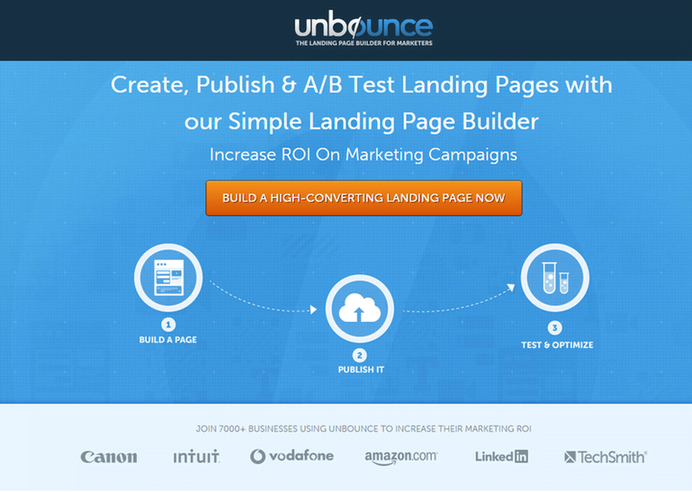 unbounce
THE LANDING PAGE BUILDER FOR MARKETERS
Create, Publish & A/B Test Landing Pages with
our Simple Landing Page Builder
Increase ROI On Marketing Campaigns
BUILD A HIGH-CONVERTING LANDING PAGE NOW
1
BUILD A PAGE
2
PUBLISH IT
3
TEST & OPTIMIZE
JOIN 7000+ BUSINESSES USING UNBOUNCE TO INCREASE THEIR MARKETING ROI
Canon INTUIT vodafone amazon.com LinkedIn TechSmith